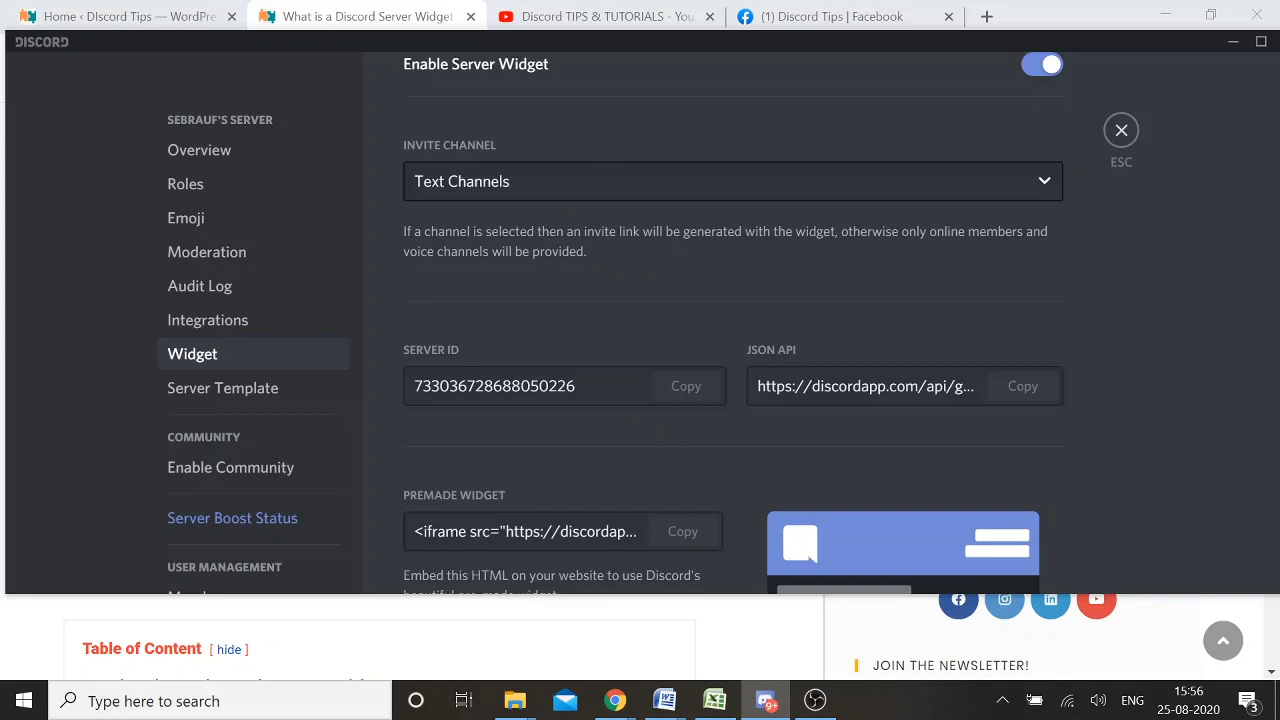 Home ‹ DIscord Tips — WordPre
What is a Discord Server Widget
Discord TIPS & TUTORIALS - You
(1) Discord Tips | Facebook
DISCORD
Enable Server Widget
SEBRAUF'S SERVER
Overview
Roles
Emoji
Moderation
Audit Log
Integrations
Widget
Server Template
COMMUNITY
Enable Community
Server Boost Status
USER MANAGEMENT
INVITE CHANNEL
Text Channels
If a channel is selected then an invite link will be generated with the widget, otherwise only online members and
voice channels will be provided.
SERVER ID
733036728688050226
Copy
JSON API
https://discordapp.com/api/g...
Copy
PREMADE WIDGET
<iframe src="https://discordap...
Copy
Embed this HTML on your website to use Discord's
ESC
Table of Content [ hide ]
JOIN THE NEWSLETTER!
Type here to search
9+
ENG
15:56
25-08-2020
3